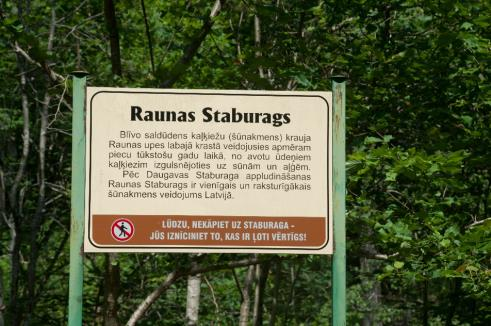 Raunas Staburags
Blīvo saldūdens kaļķiežu (šūnakmens) krauja
Raunas upes labajā krastā veidojusies apmēram
piecu tūkstošu gadu laikā, no avotu ūdeņiem
kaļķiezim izgulsnējoties uz sūnām un aļģēm.
Pēc Daugavas Staburaga appludināšanas
Raunas Staburags ir vienīgais un raksturīgākais
šūnakmens veidojums Latvijā.
LŪDZU, NEKĀPIET UZ STABURAGA -
JŪS IZNĪCINIET TO, KAS IR ĻOTI VĒRTĪGS!